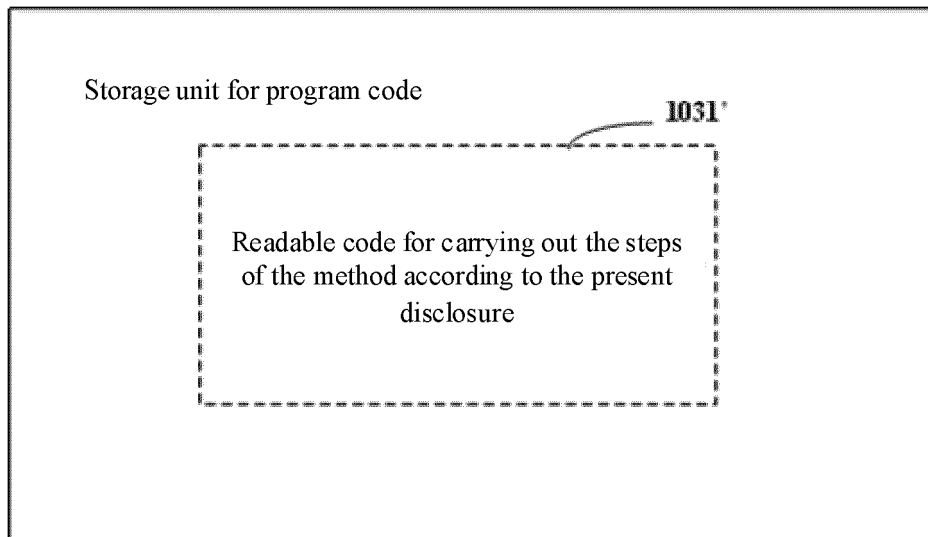 Storage unit for program code
1031'
Readable code for carrying out the steps
of the method according to the present
disclosure